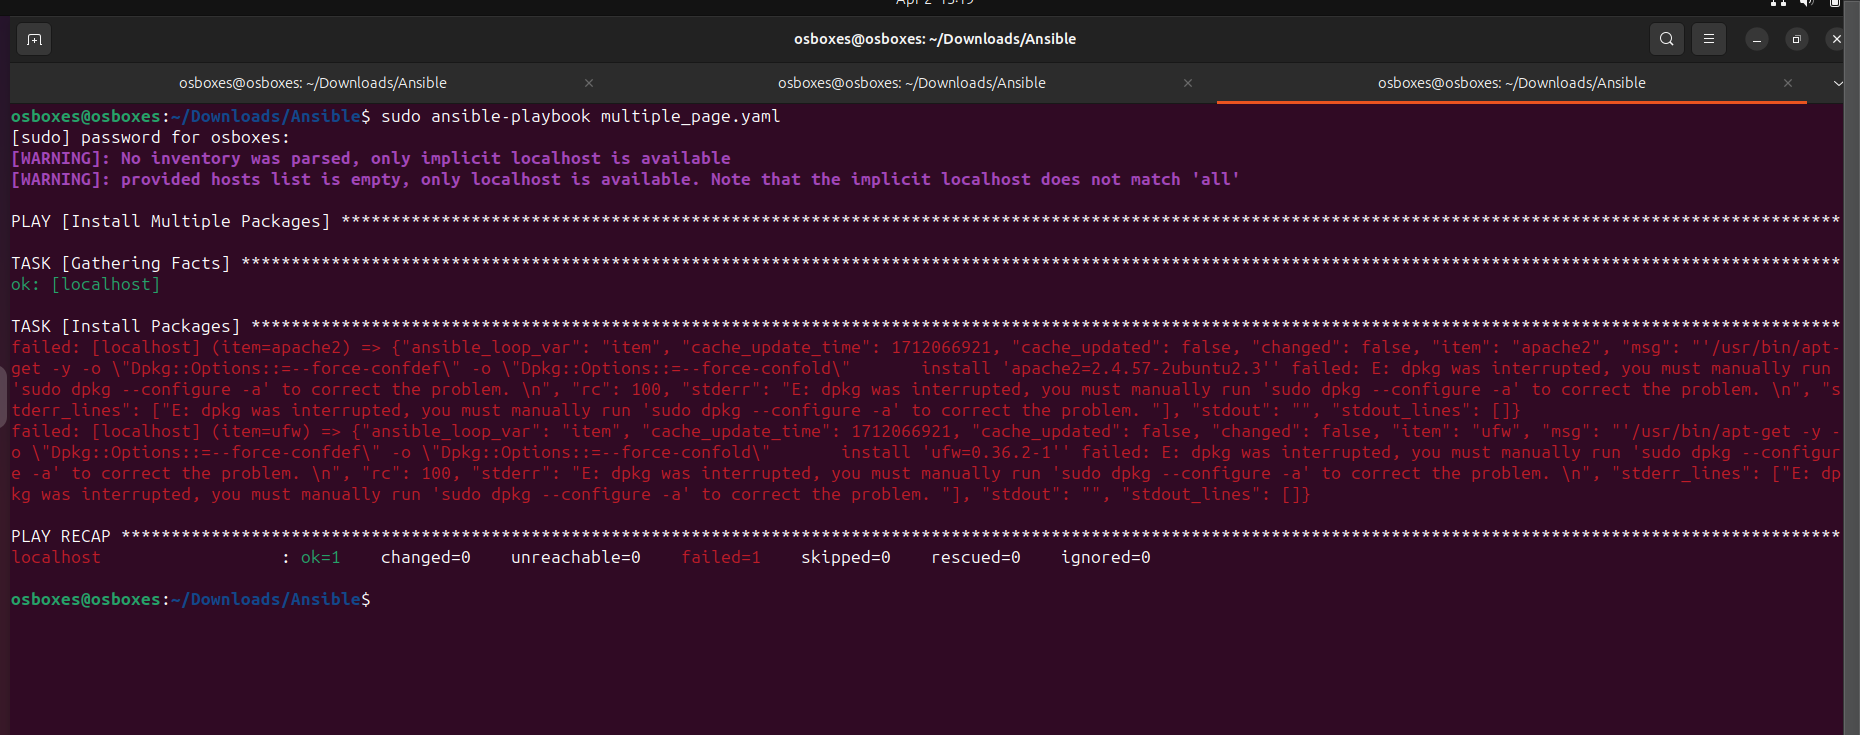 Apr 2 15:19
osboxes@osboxes: ~/Downloads/Ansible
osboxes@osboxes: ~/Downloads/Ansible
osboxes@osboxes: ~/Downloads/Ansible
osboxes@osboxes: ~/Downloads/Ansible
osboxes@osboxes:~/Downloads/Ansible$ sudo ansible-playbook multiple_page.yaml
[sudo] password for osboxes:
[WARNING]: No inventory was parsed, only implicit localhost is available
[WARNING]: provided hosts list is empty, only localhost is available. Note that the implicit localhost does not match 'all'
PLAY [Install Multiple Packages] ******************************************************************************************************************************************************
TASK [Gathering Facts] ****************************************************************************************************************************************************************
ok: [localhost]
TASK [Install Packages] ***************************************************************************************************************************************************************
failed: [localhost] (item=apache2) => {"ansible_loop_var": "item", "cache_update_time": 1712066921, "cache_updated": false, "changed": false, "item": "apache2", "msg": "'/usr/bin/apt-
get -y -o \"Dpkg::Options::=--force-confdef\" -o \"Dpkg::Options::=--force-confold\"       install 'apache2=2.4.57-2ubuntu2.3'' failed: E: dpkg was interrupted, you must manually run
'sudo dpkg --configure -a' to correct the problem. \n", "rc": 100, "stderr": "E: dpkg was interrupted, you must manually run 'sudo dpkg --configure -a' to correct the problem. \n", "s
tderr_lines": ["E: dpkg was interrupted, you must manually run 'sudo dpkg --configure -a' to correct the problem. "], "stdout": "", "stdout_lines": []}
failed: [localhost] (item=ufw) => {"ansible_loop_var": "item", "cache_update_time": 1712066921, "cache_updated": false, "changed": false, "item": "ufw", "msg": "'/usr/bin/apt-get -y -
o \"Dpkg::Options::=--force-confdef\" -o \"Dpkg::Options::=--force-confold\"       install 'ufw=0.36.2-1'' failed: E: dpkg was interrupted, you must manually run 'sudo dpkg --configur
e -a' to correct the problem. \n", "rc": 100, "stderr": "E: dpkg was interrupted, you must manually run 'sudo dpkg --configure -a' to correct the problem. \n", "stderr_lines": ["E: dp
kg was interrupted, you must manually run 'sudo dpkg --configure -a' to correct the problem. "], "stdout": "", "stdout_lines": []}
PLAY RECAP ****************************************************************************************************************************************************************************
localhost                  : ok=1    changed=0    unreachable=0    failed=1    skipped=0    rescued=0    ignored=0
osboxes@osboxes:~/Downloads/Ansible$